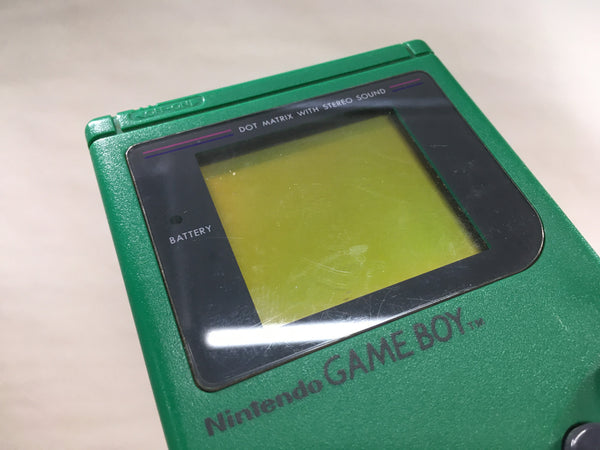 DOT MATRIX WITH STEREO SOUND
BATTERY
Nintendo GAME BOY™